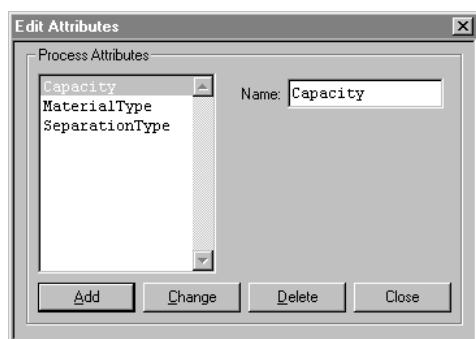 Edit Attributes
Process Attributes
Capacity
MaterialType
SeparationType
Name: Capacity
Add Change Delete Close